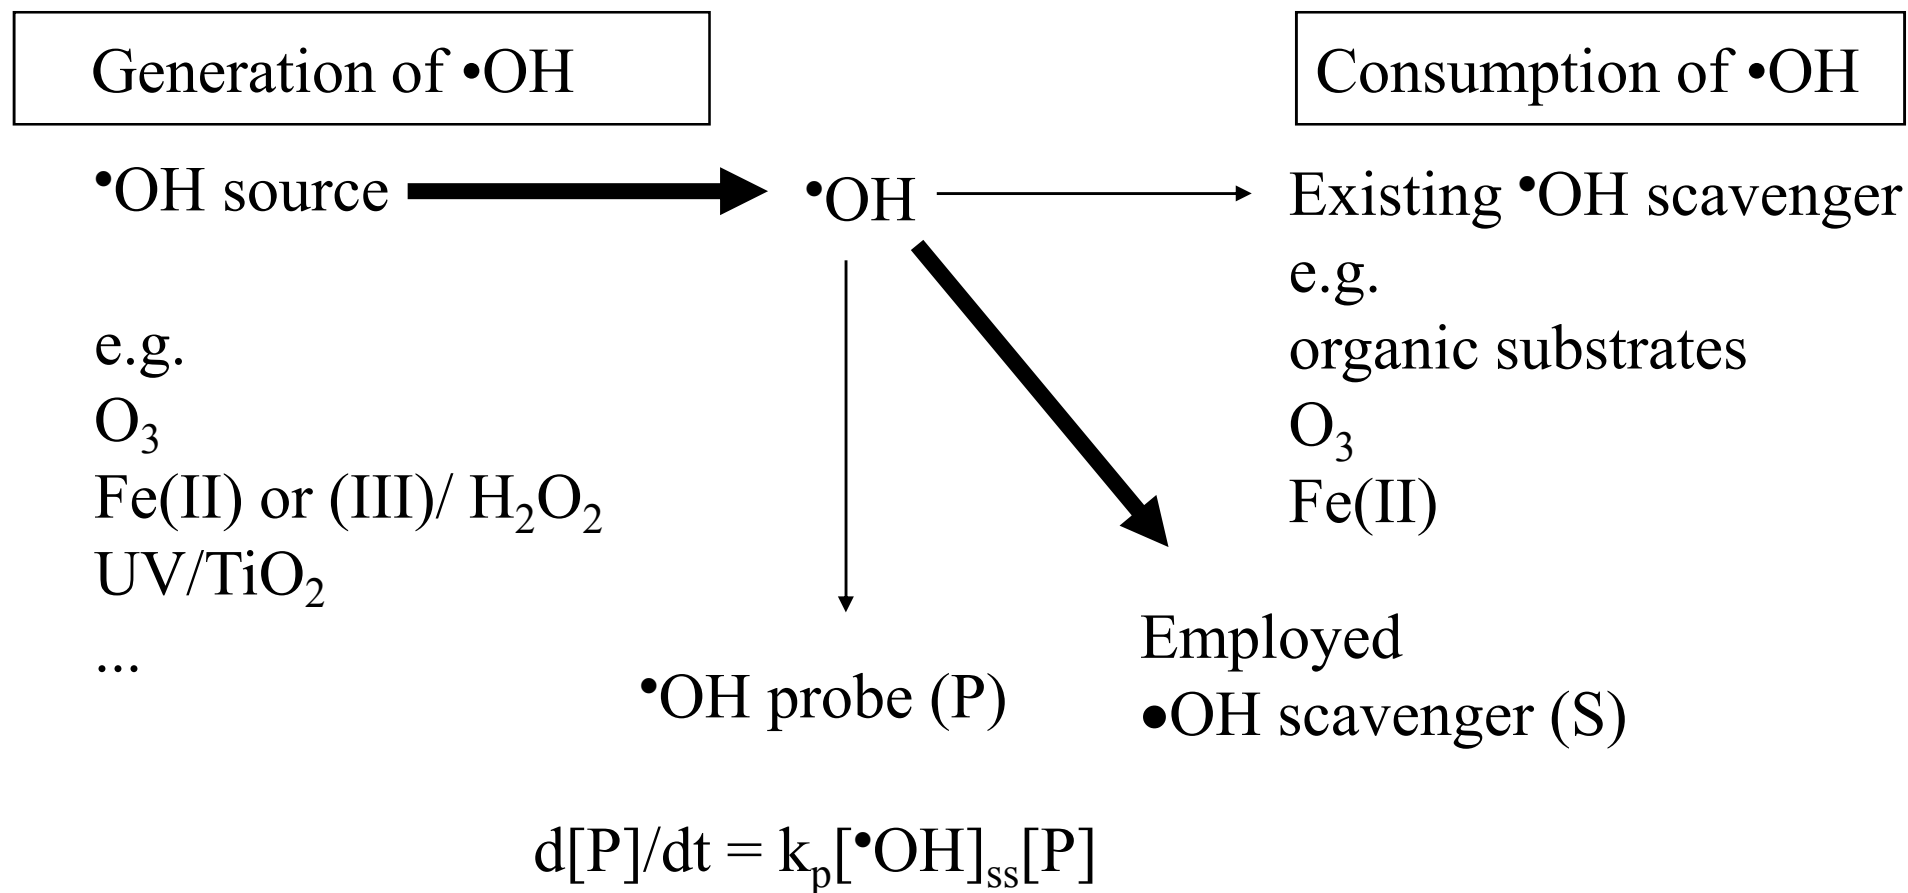 Generation of •OH
Consumption of •OH
•OH source
•OH
Existing •OH scavenger
e.g.
organic substrates
O₃
Fe(II)
e.g.
O₃
Fe(II) or (III)/ H₂O₂
UV/TiO₂
...
•OH probe (P)
Employed
●OH scavenger (S)
d[P]/dt = kₚ[•OH]ₛₛ[P]